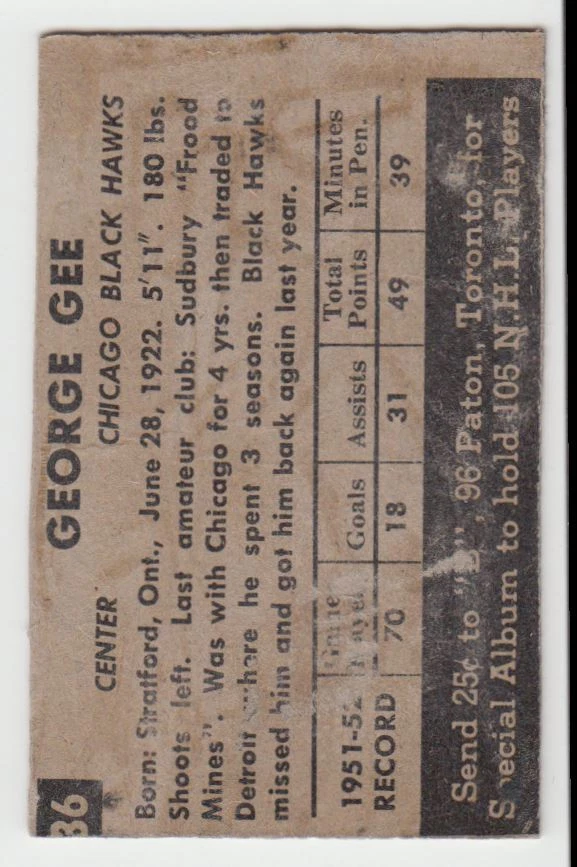 36
GEORGE GEE
CENTER CHICAGO BLACK HAWKS
Born: Stratford, Ont., June 28, 1922. 5'11". 180 lbs.
Shoots left. Last amateur club: Sudbury "Frood
Mines". Was with Chicago for 4 yrs. then traded to
Detroit where he spent 3 seasons. Black Hawks
missed him and got him back again last year.
1951-52 RECORD
Games Played Goals Assists Total Points Minutes in Pen.
70 18 31 49 39
Send 25¢ to " ", 96 Paton, Toronto, for
Special Album to hold 105 N.H.L. Players